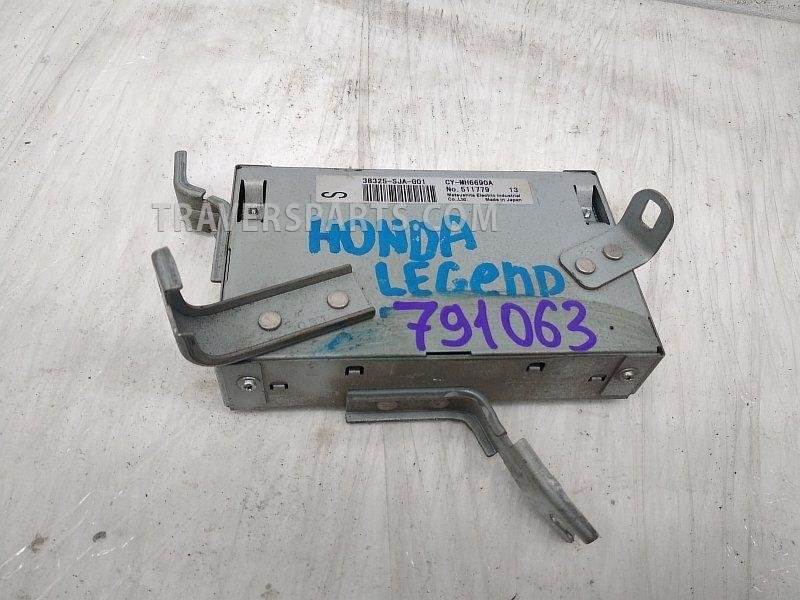 38325-SJA-G01 CY-MH6690A
S No. 511779 13
Matsushita Electric Industrial
Co., Ltd. Made in Japan
TRAVERSPARTS.COM
HONDA
LEGEND
791063